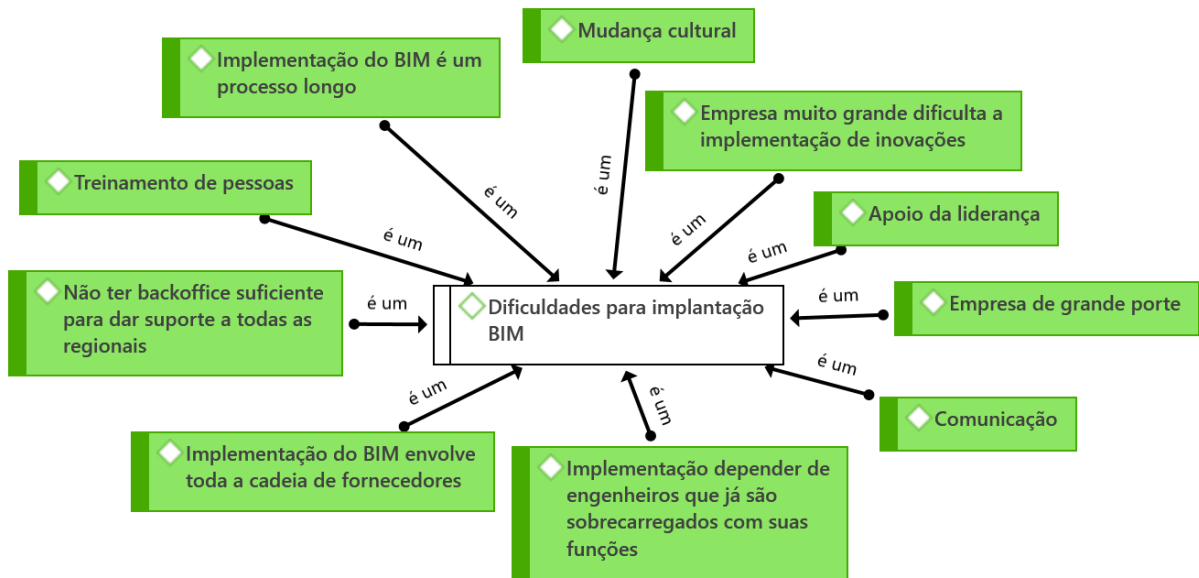 Mudança cultural
Implementação do BIM é um
processo longo
Empresa muito grande dificulta a
implementação de inovações
Treinamento de pessoas
Apoio da liderança
é um
é um
é um
é um
é um
Não ter backoffice suficiente
para dar suporte a todas as
regionais
é um
Dificuldades para implantação
BIM
é um
Empresa de grande porte
é um
é um
é um
Comunicação
Implementação do BIM envolve
toda a cadeia de fornecedores
Implementação depender de
engenheiros que já são
sobrecarregados com suas
funções